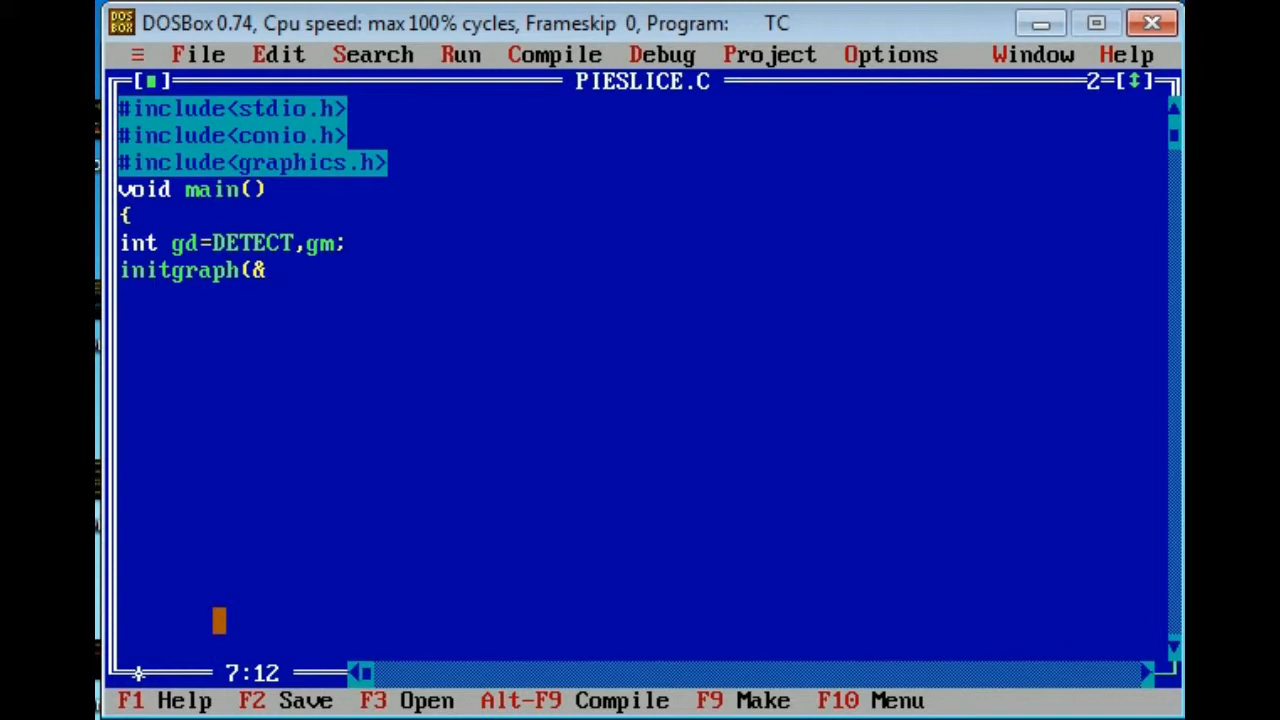 DOSBox 0.74, Cpu speed: max 100% cycles, Frameskip 0, Program: TC
≡ File Edit Search Run Compile Debug Project Options Window Help
PIESLICE.C 2
#include<stdio.h>
#include<conio.h>
#include<graphics.h>
void main()
{
int gd=DETECT,gm;
initgraph(&
7:12
F1 Help F2 Save F3 Open Alt-F9 Compile F9 Make F10 Menu